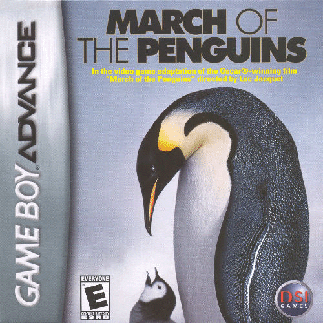 MARCH OF
THE PENGUINS
In the video game adaptation of the Oscar®-winning film
"March of the Penguins" directed by Luc Jacquet
GAME BOY ADVANCE
EVERYONE
E
ESRB
DSI
GAMES